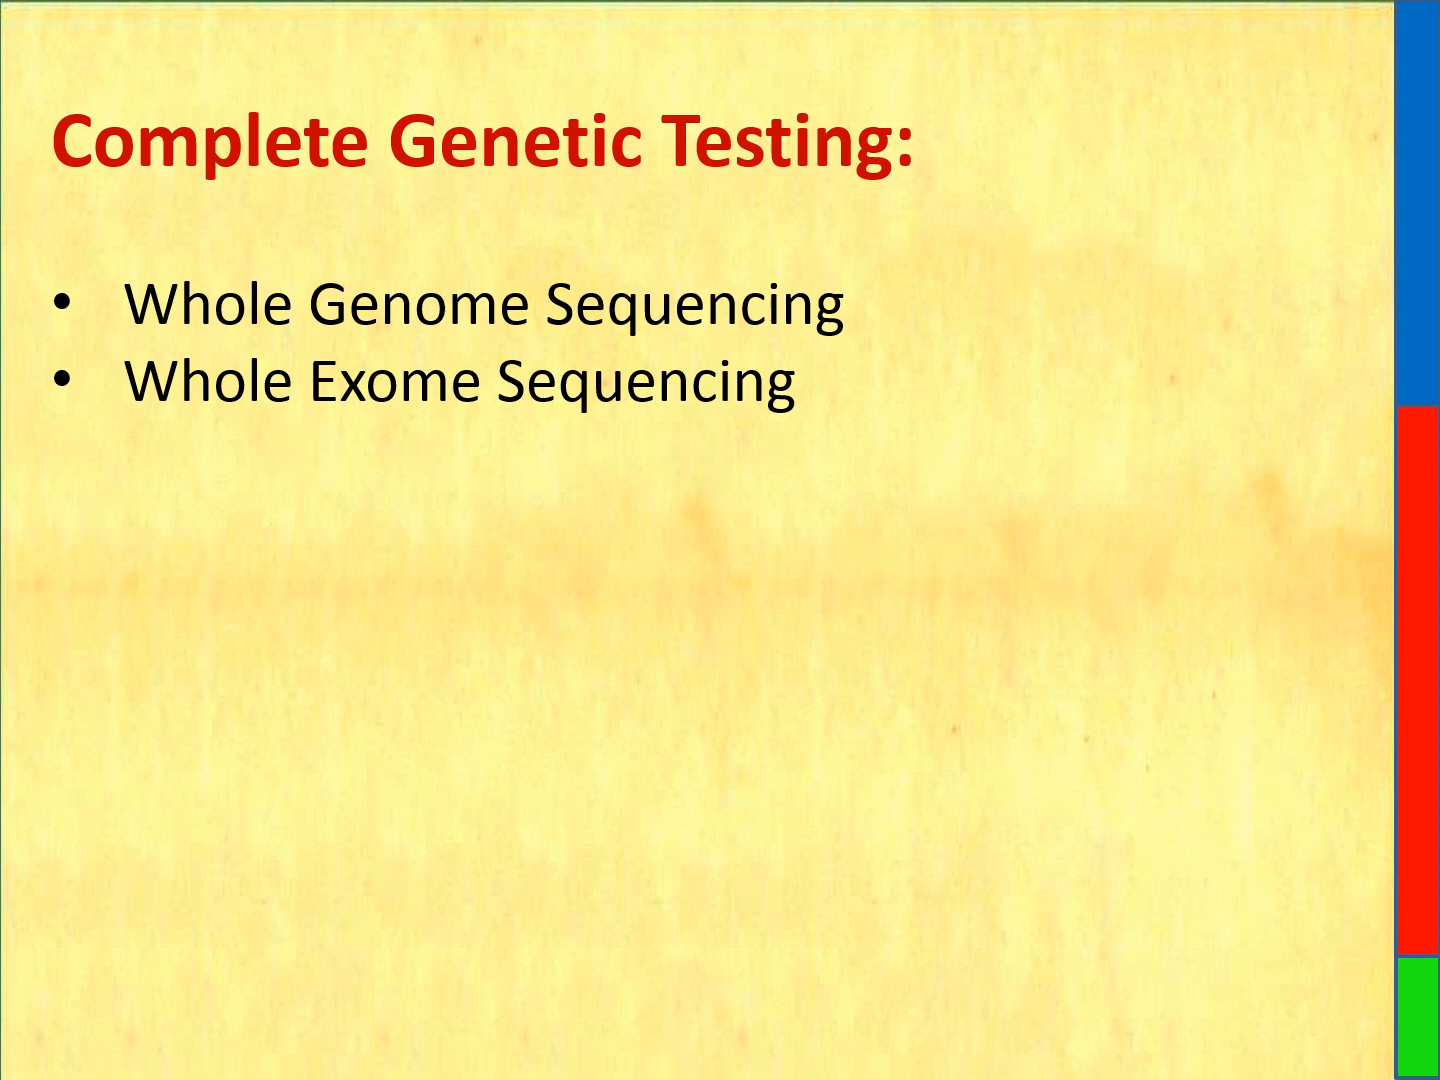 Complete Genetic Testing:
• Whole Genome Sequencing
• Whole Exome Sequencing